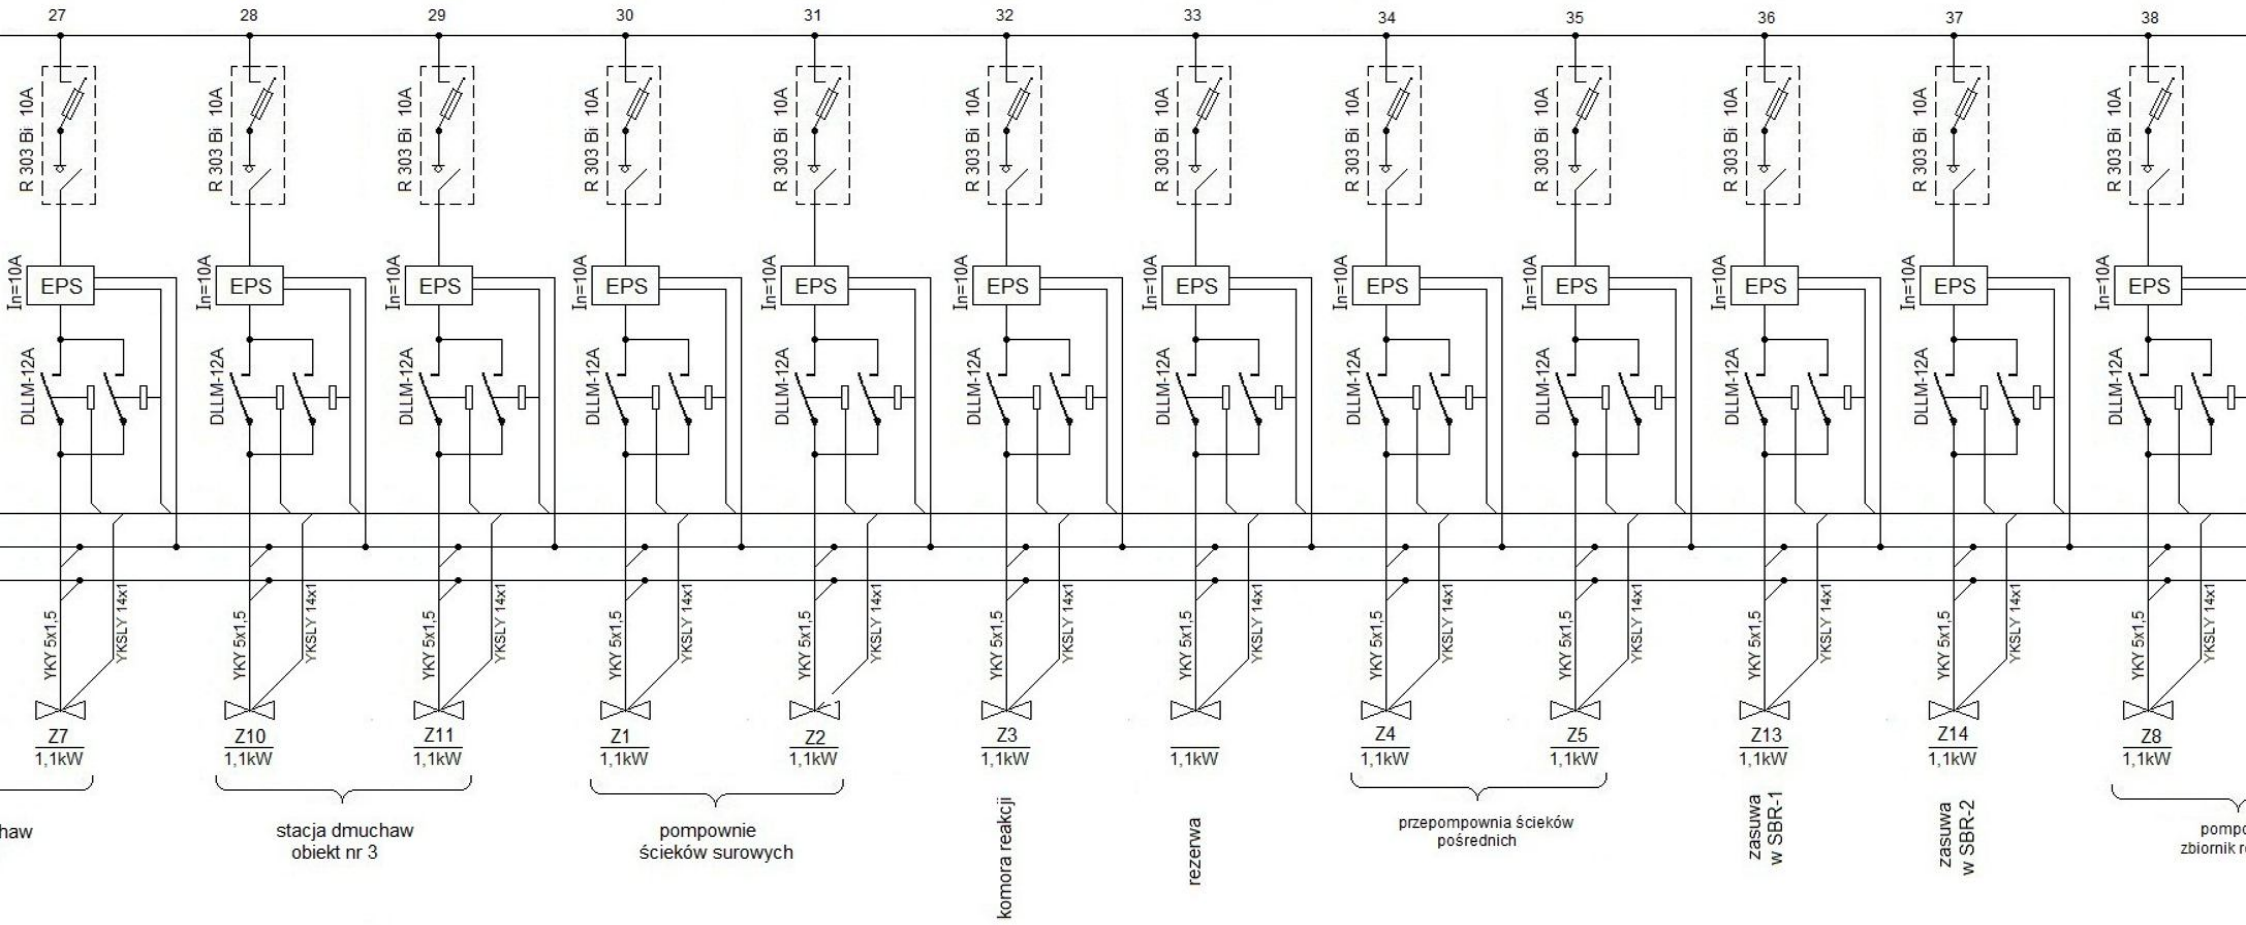 27 28 29 30 31 32 33 34 35 36 37 38
R 303 Bi 10A R 303 Bi 10A R 303 Bi 10A R 303 Bi 10A R 303 Bi 10A R 303 Bi 10A R 303 Bi 10A R 303 Bi 10A R 303 Bi 10A R 303 Bi 10A R 303 Bi 10A R 303 Bi 10A
In=10A In=10A In=10A In=10A In=10A In=10A In=10A In=10A In=10A In=10A In=10A In=10A
EPS EPS EPS EPS EPS EPS EPS EPS EPS EPS EPS EPS
DLLM-12A DLLM-12A DLLM-12A DLLM-12A DLLM-12A DLLM-12A DLLM-12A DLLM-12A DLLM-12A DLLM-12A DLLM-12A DLLM-12A
YKY 5x1,5 YKSLY 14x1 YKY 5x1,5 YKSLY 14x1 YKY 5x1,5 YKSLY 14x1 YKY 5x1,5 YKSLY 14x1 YKY 5x1,5 YKSLY 14x1 YKY 5x1,5 YKSLY 14x1 YKY 5x1,5 YKSLY 14x1 YKY 5x1,5 YKSLY 14x1 YKY 5x1,5 YKSLY 14x1 YKY 5x1,5 YKSLY 14x1 YKY 5x1,5 YKSLY 14x1 YKY 5x1,5 YKSLY 14x1
Z7 Z10 Z11 Z1 Z2 Z3 Z4 Z5 Z13 Z14 Z8
1,1kW 1,1kW 1,1kW 1,1kW 1,1kW 1,1kW 1,1kW 1,1kW 1,1kW 1,1kW 1,1kW 1,1kW
haw
stacja dmuchaw
obiekt nr 3
pompownie
ścieków surowych
komora reakcji
rezerwa
przepompownia ścieków
pośrednich
zasuwa
w SBR-1
zasuwa
w SBR-2
pompo
zbiornik r